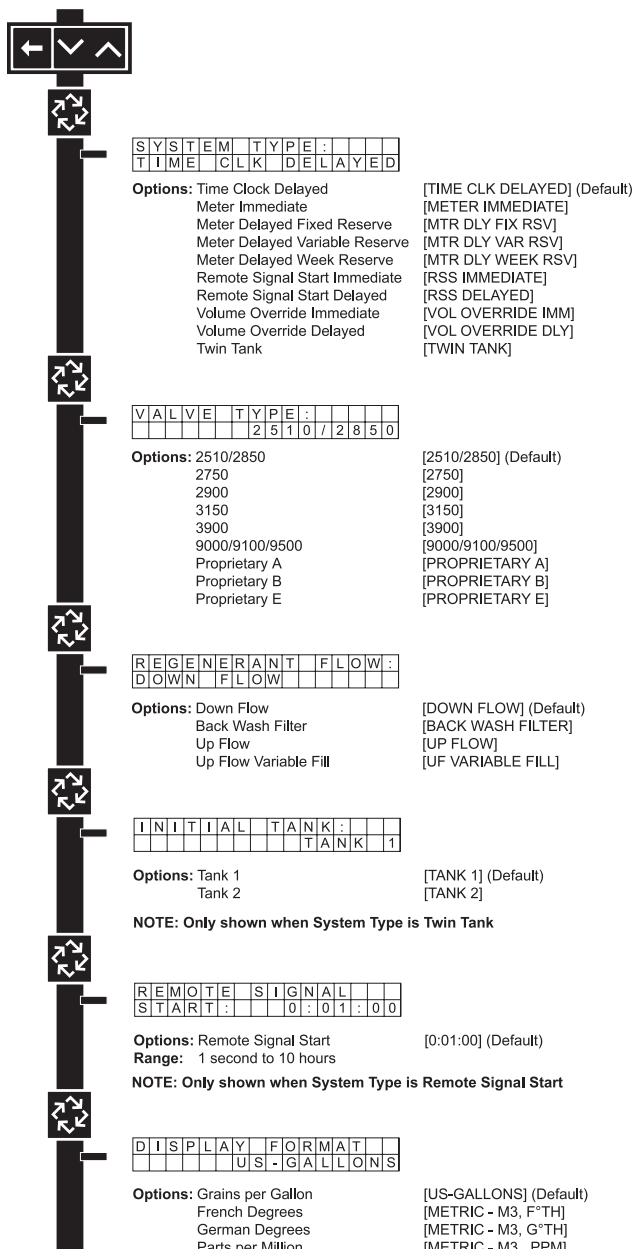 SYSTEM TYPE:
TIME CLK DELAYED
Options: Time Clock Delayed [TIME CLK DELAYED] (Default)
Meter Immediate [METER IMMEDIATE]
Meter Delayed Fixed Reserve [MTR DLY FIX RSV]
Meter Delayed Variable Reserve [MTR DLY VAR RSV]
Meter Delayed Week Reserve [MTR DLY WEEK RSV]
Remote Signal Start Immediate [RSS IMMEDIATE]
Remote Signal Start Delayed [RSS DELAYED]
Volume Override Immediate [VOL OVERRIDE IMM]
Volume Override Delayed [VOL OVERRIDE DLY]
Twin Tank [TWIN TANK]
VALVE TYPE:
2510/2850
Options: 2510/2850 [2510/2850] (Default)
2750 [2750]
2900 [2900]
3150 [3150]
3900 [3900]
9000/9100/9500 [9000/9100/9500]
Proprietary A [PROPRIETARY A]
Proprietary B [PROPRIETARY B]
Proprietary E [PROPRIETARY E]
REGENERANT FLOW:
DOWN FLOW
Options: Down Flow [DOWN FLOW] (Default)
Back Wash Filter [BACK WASH FILTER]
Up Flow [UP FLOW]
Up Flow Variable Fill [UF VARIABLE FILL]
INITIAL TANK:
TANK 1
Options: Tank 1 [TANK 1] (Default)
Tank 2 [TANK 2]
NOTE: Only shown when System Type is Twin Tank
REMOTE SIGNAL
START: 0:01:00
Options: Remote Signal Start [0:01:00] (Default)
Range: 1 second to 10 hours
NOTE: Only shown when System Type is Remote Signal Start
DISPLAY FORMAT
US-GALLONS
Options: Grains per Gallon [US-GALLONS] (Default)
French Degrees [METRIC - M3, F°TH]
German Degrees [METRIC - M3, G°TH]
Parts per Million [METRIC - M3, PPM]